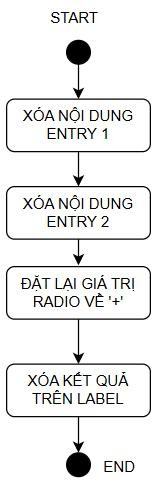 START
XÓA NỘI DUNG
ENTRY 1
XÓA NỘI DUNG
ENTRY 2
ĐẶT LẠI GIÁ TRỊ
RADIO VỀ '+'
XÓA KẾT QUẢ
TRÊN LABEL
END